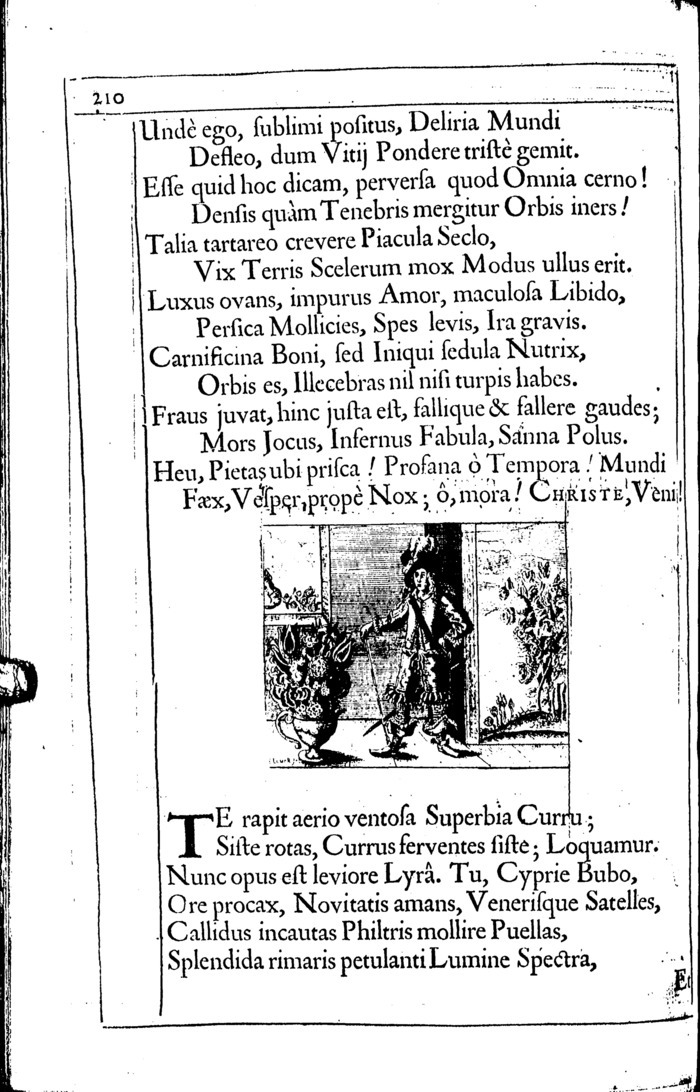 210
Undè ego, ſublimi poſitus, Deliria Mundi
Defleo, dum Vitij Pondere triſtè gemit.
Eſſe quid hoc dicam, perverſa quod Omnia cerno!
Denſis quàm Tenebris mergitur Orbis iners!
Talia tartareo crevere Piacula Seclo,
Vix Terris Scelerum mox Modus ullus erit.
Luxus ovans, impurus Amor, maculoſa Libido,
Perſica Mollicies, Spes levis, Ira gravis.
Carnificina Boni, ſed Iniqui ſedula Nutrix,
Orbis es, Illecebras nil niſi turpis habes.
Fraus juvat, hinc juſta eſt, fallique & fallere gaudes;
Mors Jocus, Infernus Fabula, Sanna Polus.
Heu, Pietas ubi priſca! Profana ò Tempora! Mundi
Fæx, Veſper, propè Nox; ô, mora! CHRISTE, Veni!
TE rapit aerio ventoſa Superbia Curru;
Siſte rotas, Currus ferventes ſiſte; Loquamur.
Nunc opus eſt leviore Lyrâ. Tu, Cyprie Bubo,
Ore procax, Novitatis amans, Veneriſque Satelles,
Callidus incautas Philtris mollire Puellas,
Splendida rimaris petulanti Lumine Spectra,
Et